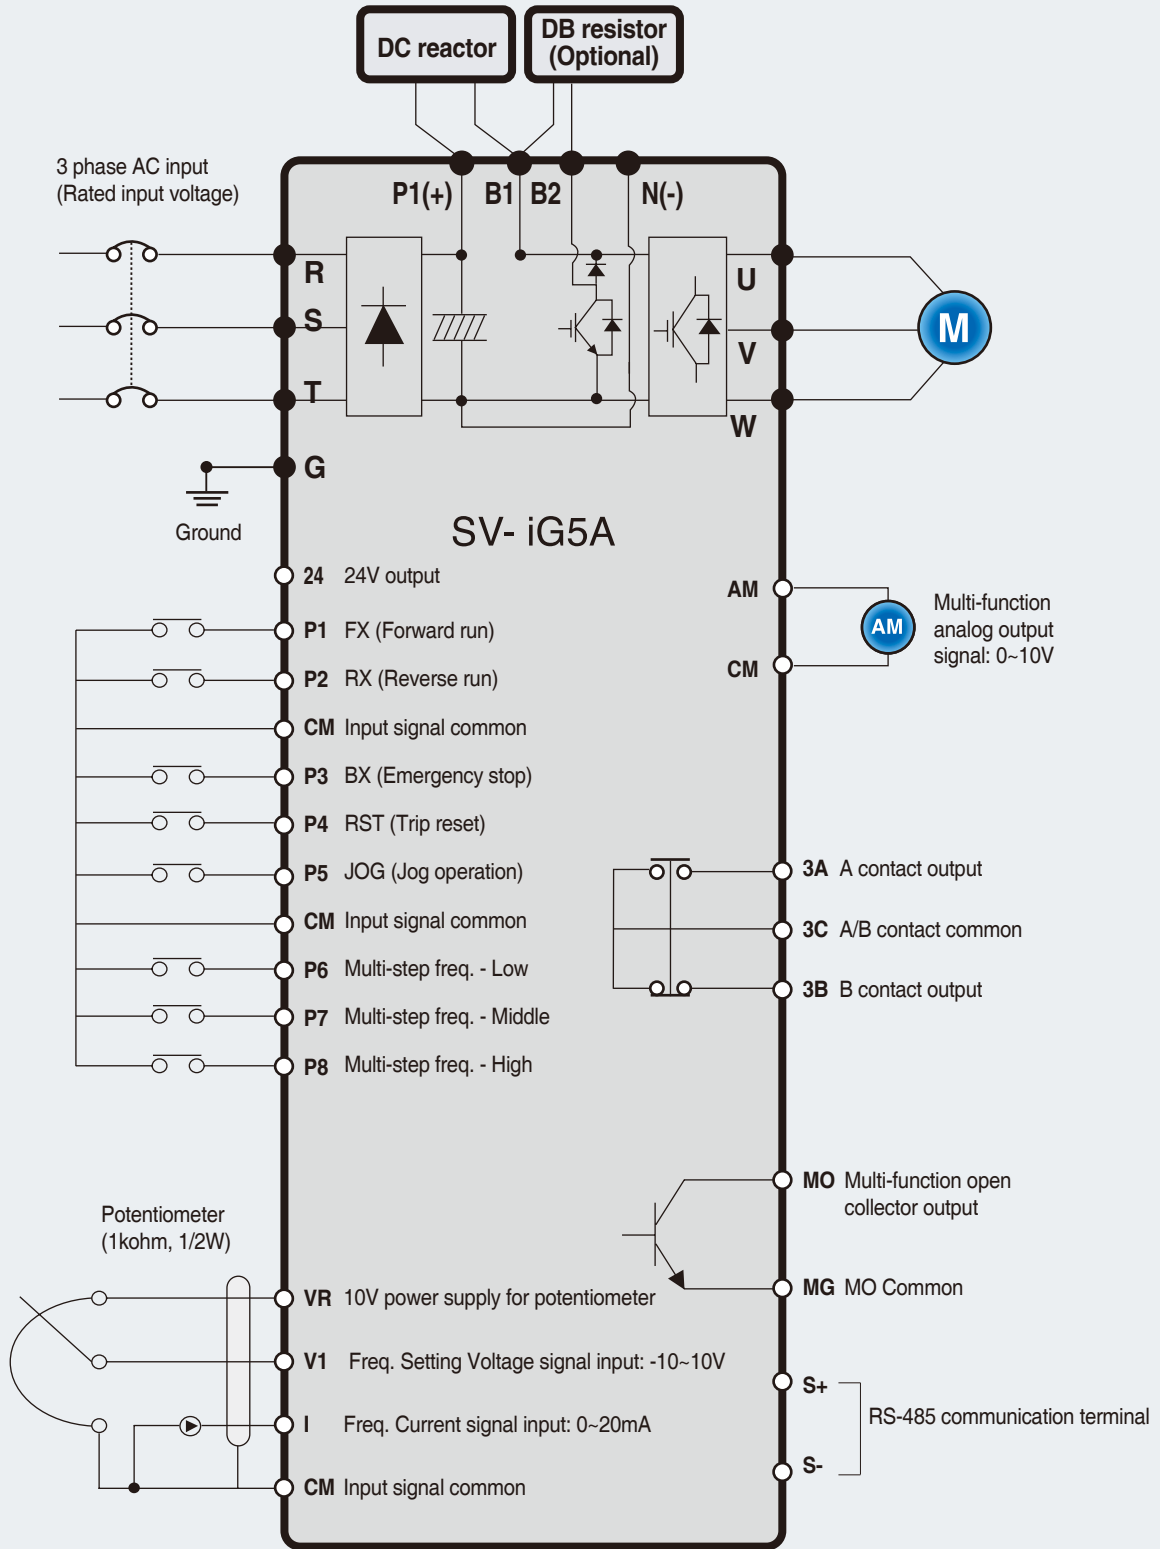 DC reactor
DB resistor
(Optional)
3 phase AC input
(Rated input voltage)
P1(+)
B1
B2
N(-)
R
S
T
G
U
V
W
M
Ground
SV- iG5A
24 24V output
P1 FX (Forward run)
P2 RX (Reverse run)
CM Input signal common
P3 BX (Emergency stop)
P4 RST (Trip reset)
P5 JOG (Jog operation)
CM Input signal common
P6 Multi-step freq. - Low
P7 Multi-step freq. - Middle
P8 Multi-step freq. - High
AM
CM
AM
Multi-function
analog output
signal: 0~10V
3A A contact output
3C A/B contact common
3B B contact output
MO Multi-function open
collector output
MG MO Common
Potentiometer
(1kohm, 1/2W)
VR 10V power supply for potentiometer
V1 Freq. Setting Voltage signal input: -10~10V
I Freq. Current signal input: 0~20mA
CM Input signal common
S+
S-
RS-485 communication terminal